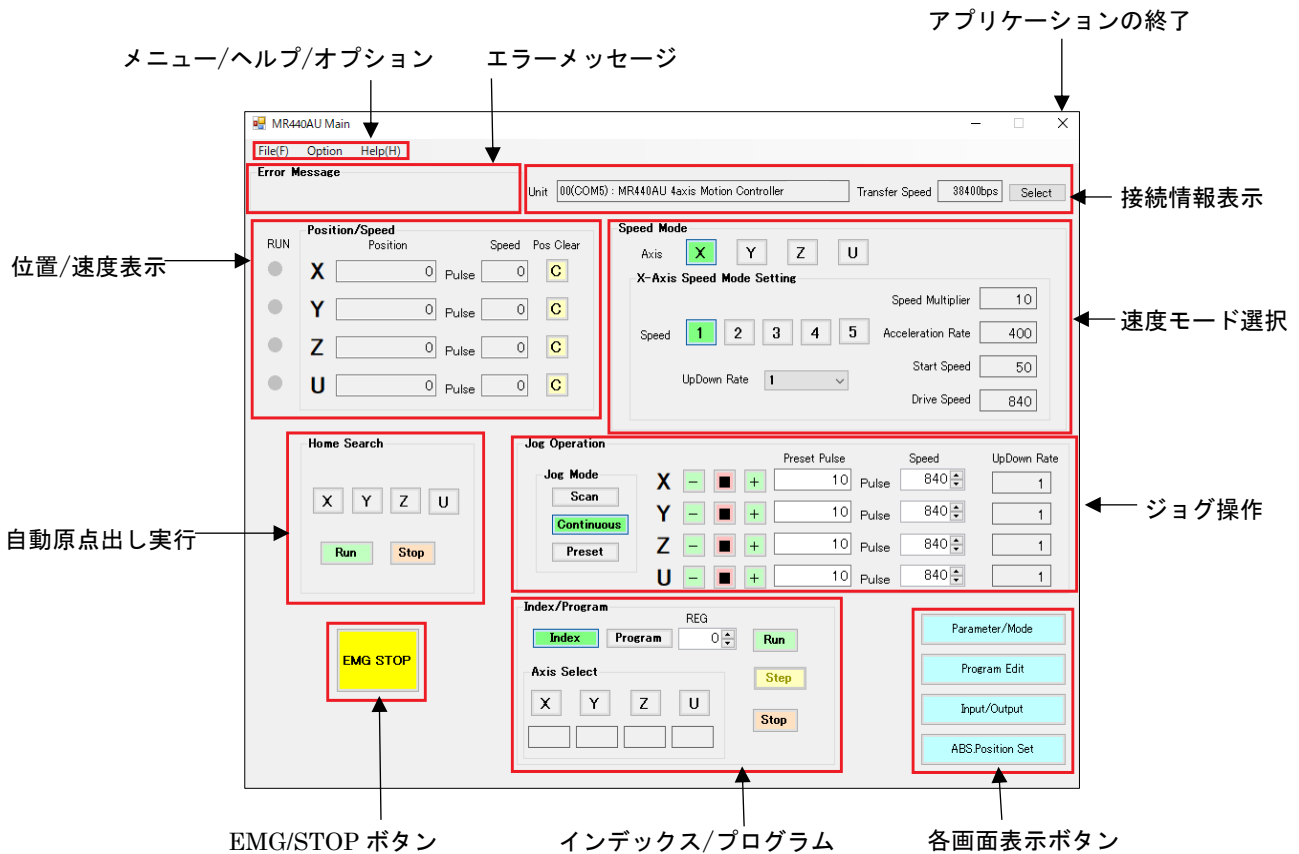 アプリケーションの終了
メニュー/ヘルプ/オプション
エラーメッセージ
MR440AU Main
File(F) Option Help(H)
Error Message
Unit 00(COM5) : MR440AU 4axis Motion Controller Transfer Speed 38400bps Select
接続情報表示
位置/速度表示
Position/Speed
RUN Position Speed Pos Clear
X 0 Pulse 0 C
Y 0 Pulse 0 C
Z 0 Pulse 0 C
U 0 Pulse 0 C
Speed Mode
Axis X Y Z U
X-Axis Speed Mode Setting
Speed Multiplier 10
Speed 1 2 3 4 5 Acceleration Rate 400
Start Speed 50
UpDown Rate 1
Drive Speed 840
速度モード選択
自動原点出し実行
Home Search
X Y Z U
Run Stop
Jog Operation
Preset Pulse Speed UpDown Rate
Jog Mode
Scan
Continuous
Preset
X - ■ + 10 Pulse 840 1
Y - ■ + 10 Pulse 840 1
Z - ■ + 10 Pulse 840 1
U - ■ + 10 Pulse 840 1
ジョグ操作
EMG STOP
Index/Program
REG
Index Program 0 Run
Axis Select
Step
X Y Z U
Stop
Parameter/Mode
Program Edit
Input/Output
ABS.Position Set
EMG/STOP ボタン
インデックス/プログラム
各画面表示ボタン